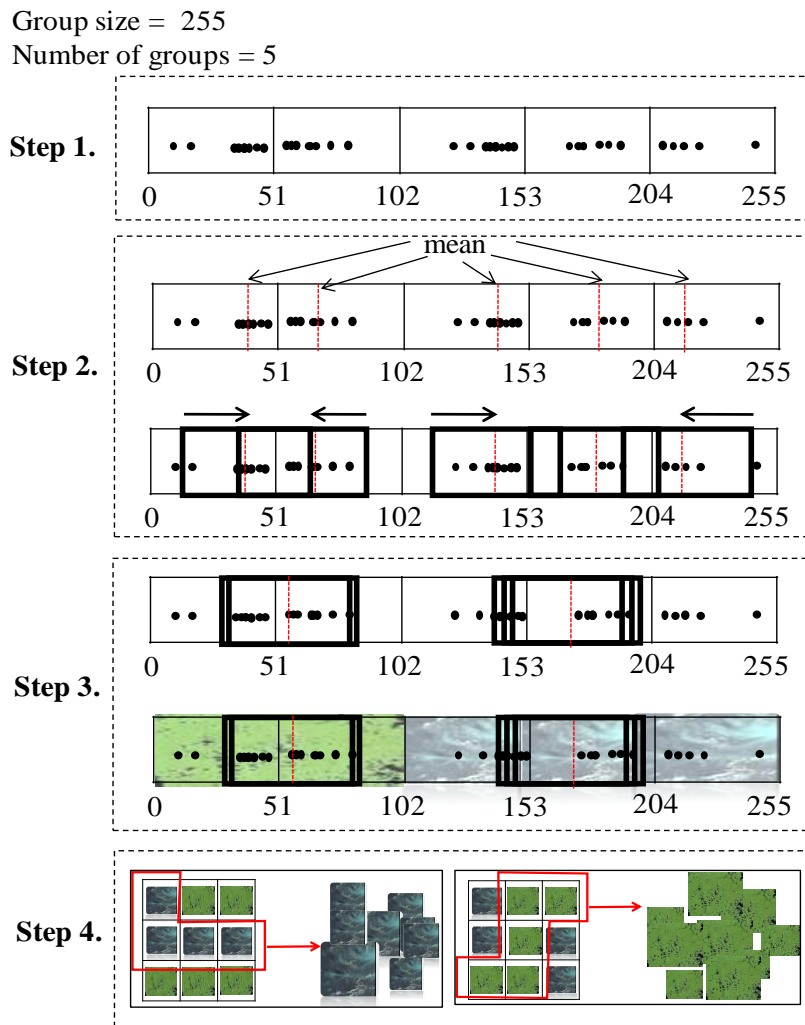 Group size = 255
Number of groups = 5
Step 1.
0 51 102 153 204 255
Step 2.
mean
0 51 102 153 204 255
0 51 102 153 204 255
Step 3.
0 51 102 153 204 255
0 51 102 153 204 255
Step 4.